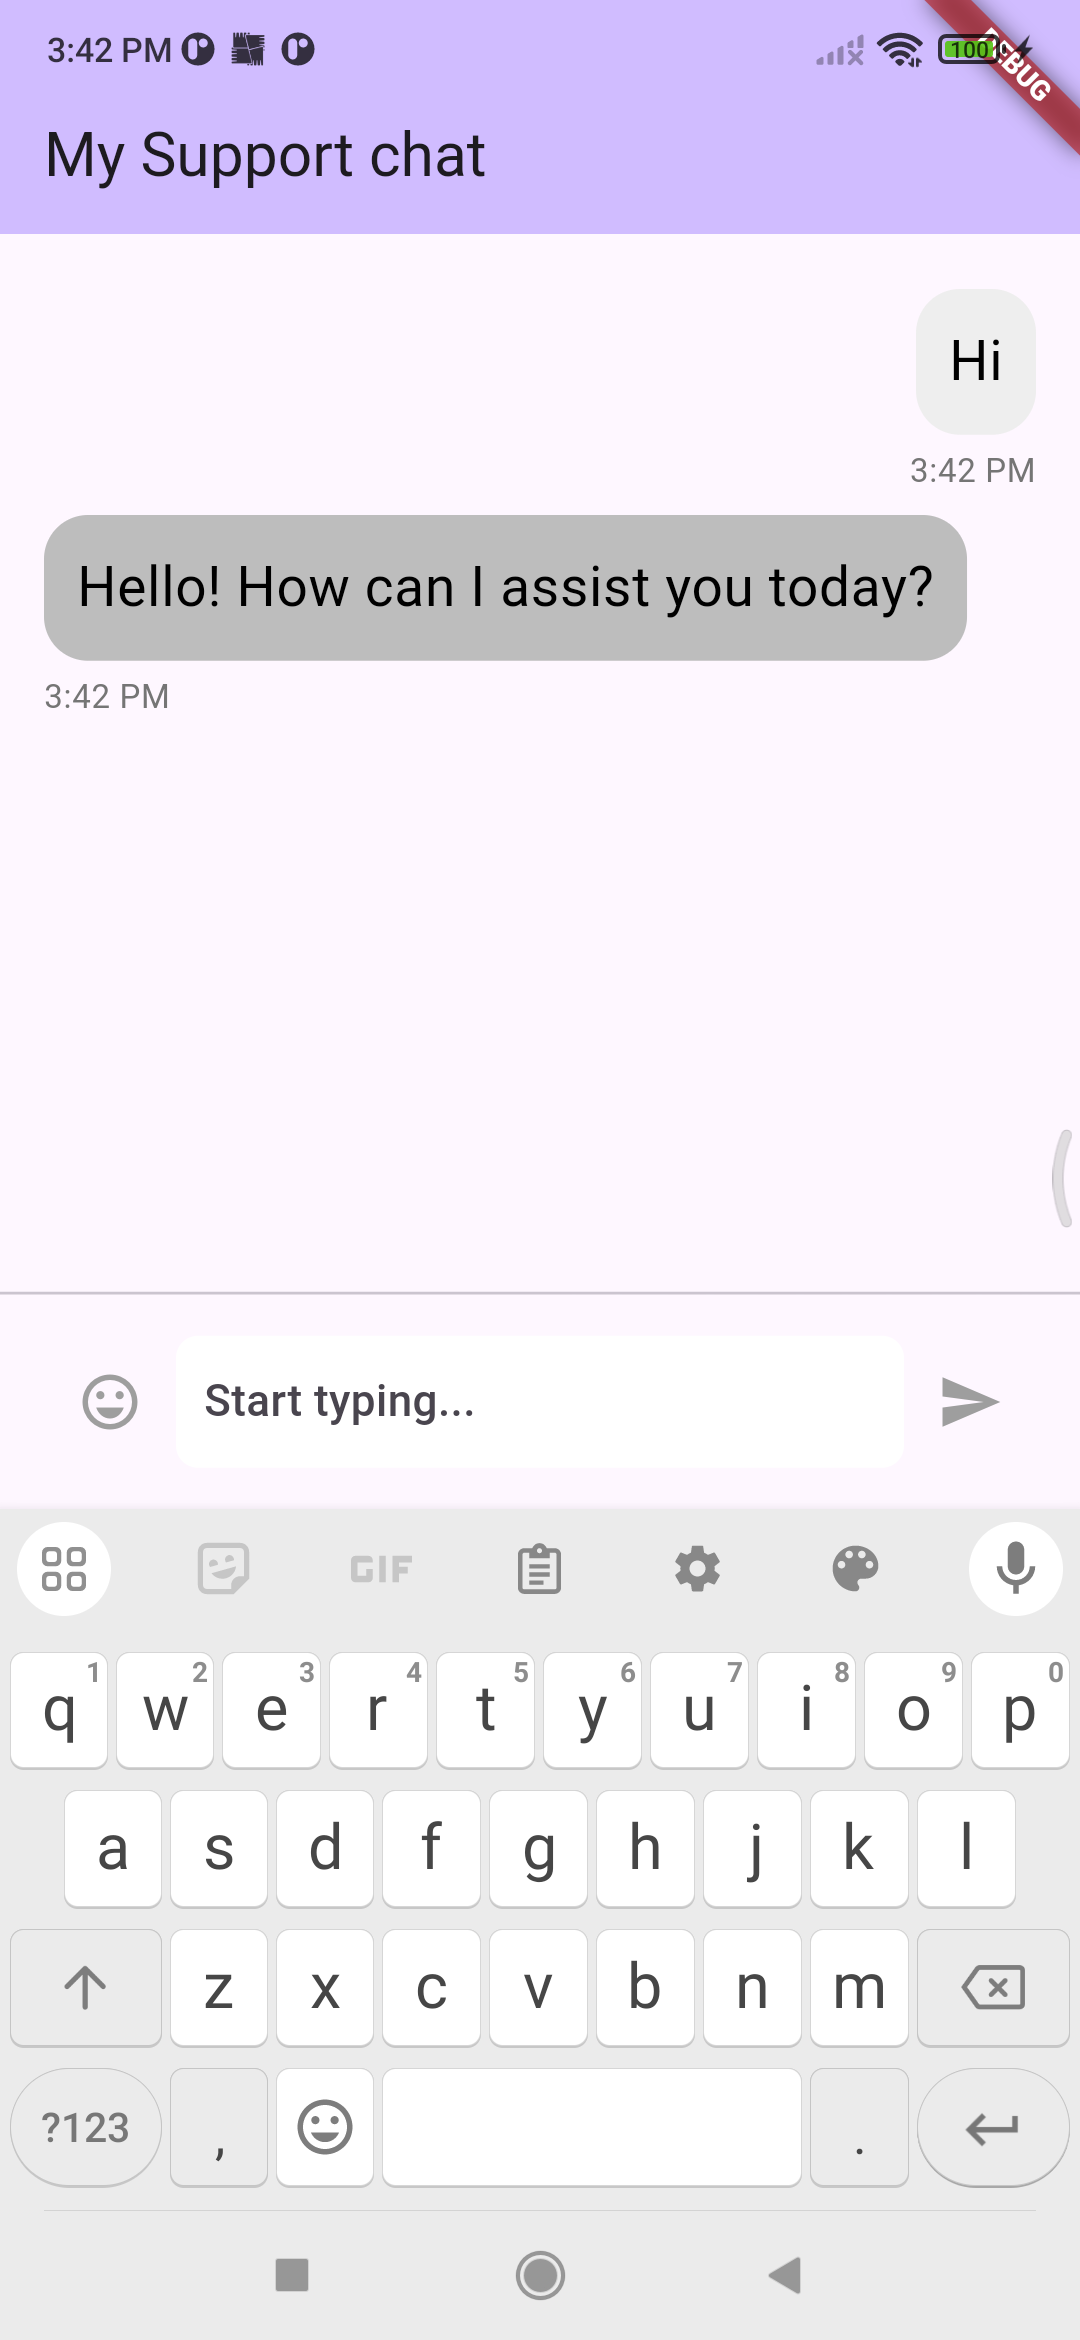 3:42 PM
100
DEBUG
My Support chat
Hi
3:42 PM
Hello! How can I assist you today?
3:42 PM
Start typing...
GIF
q 1 w 2 e 3 r 4 t 5 y 6 u 7 i 8 o 9 p 0
a s d f g h j k l
z x c v b n m
?123 , .